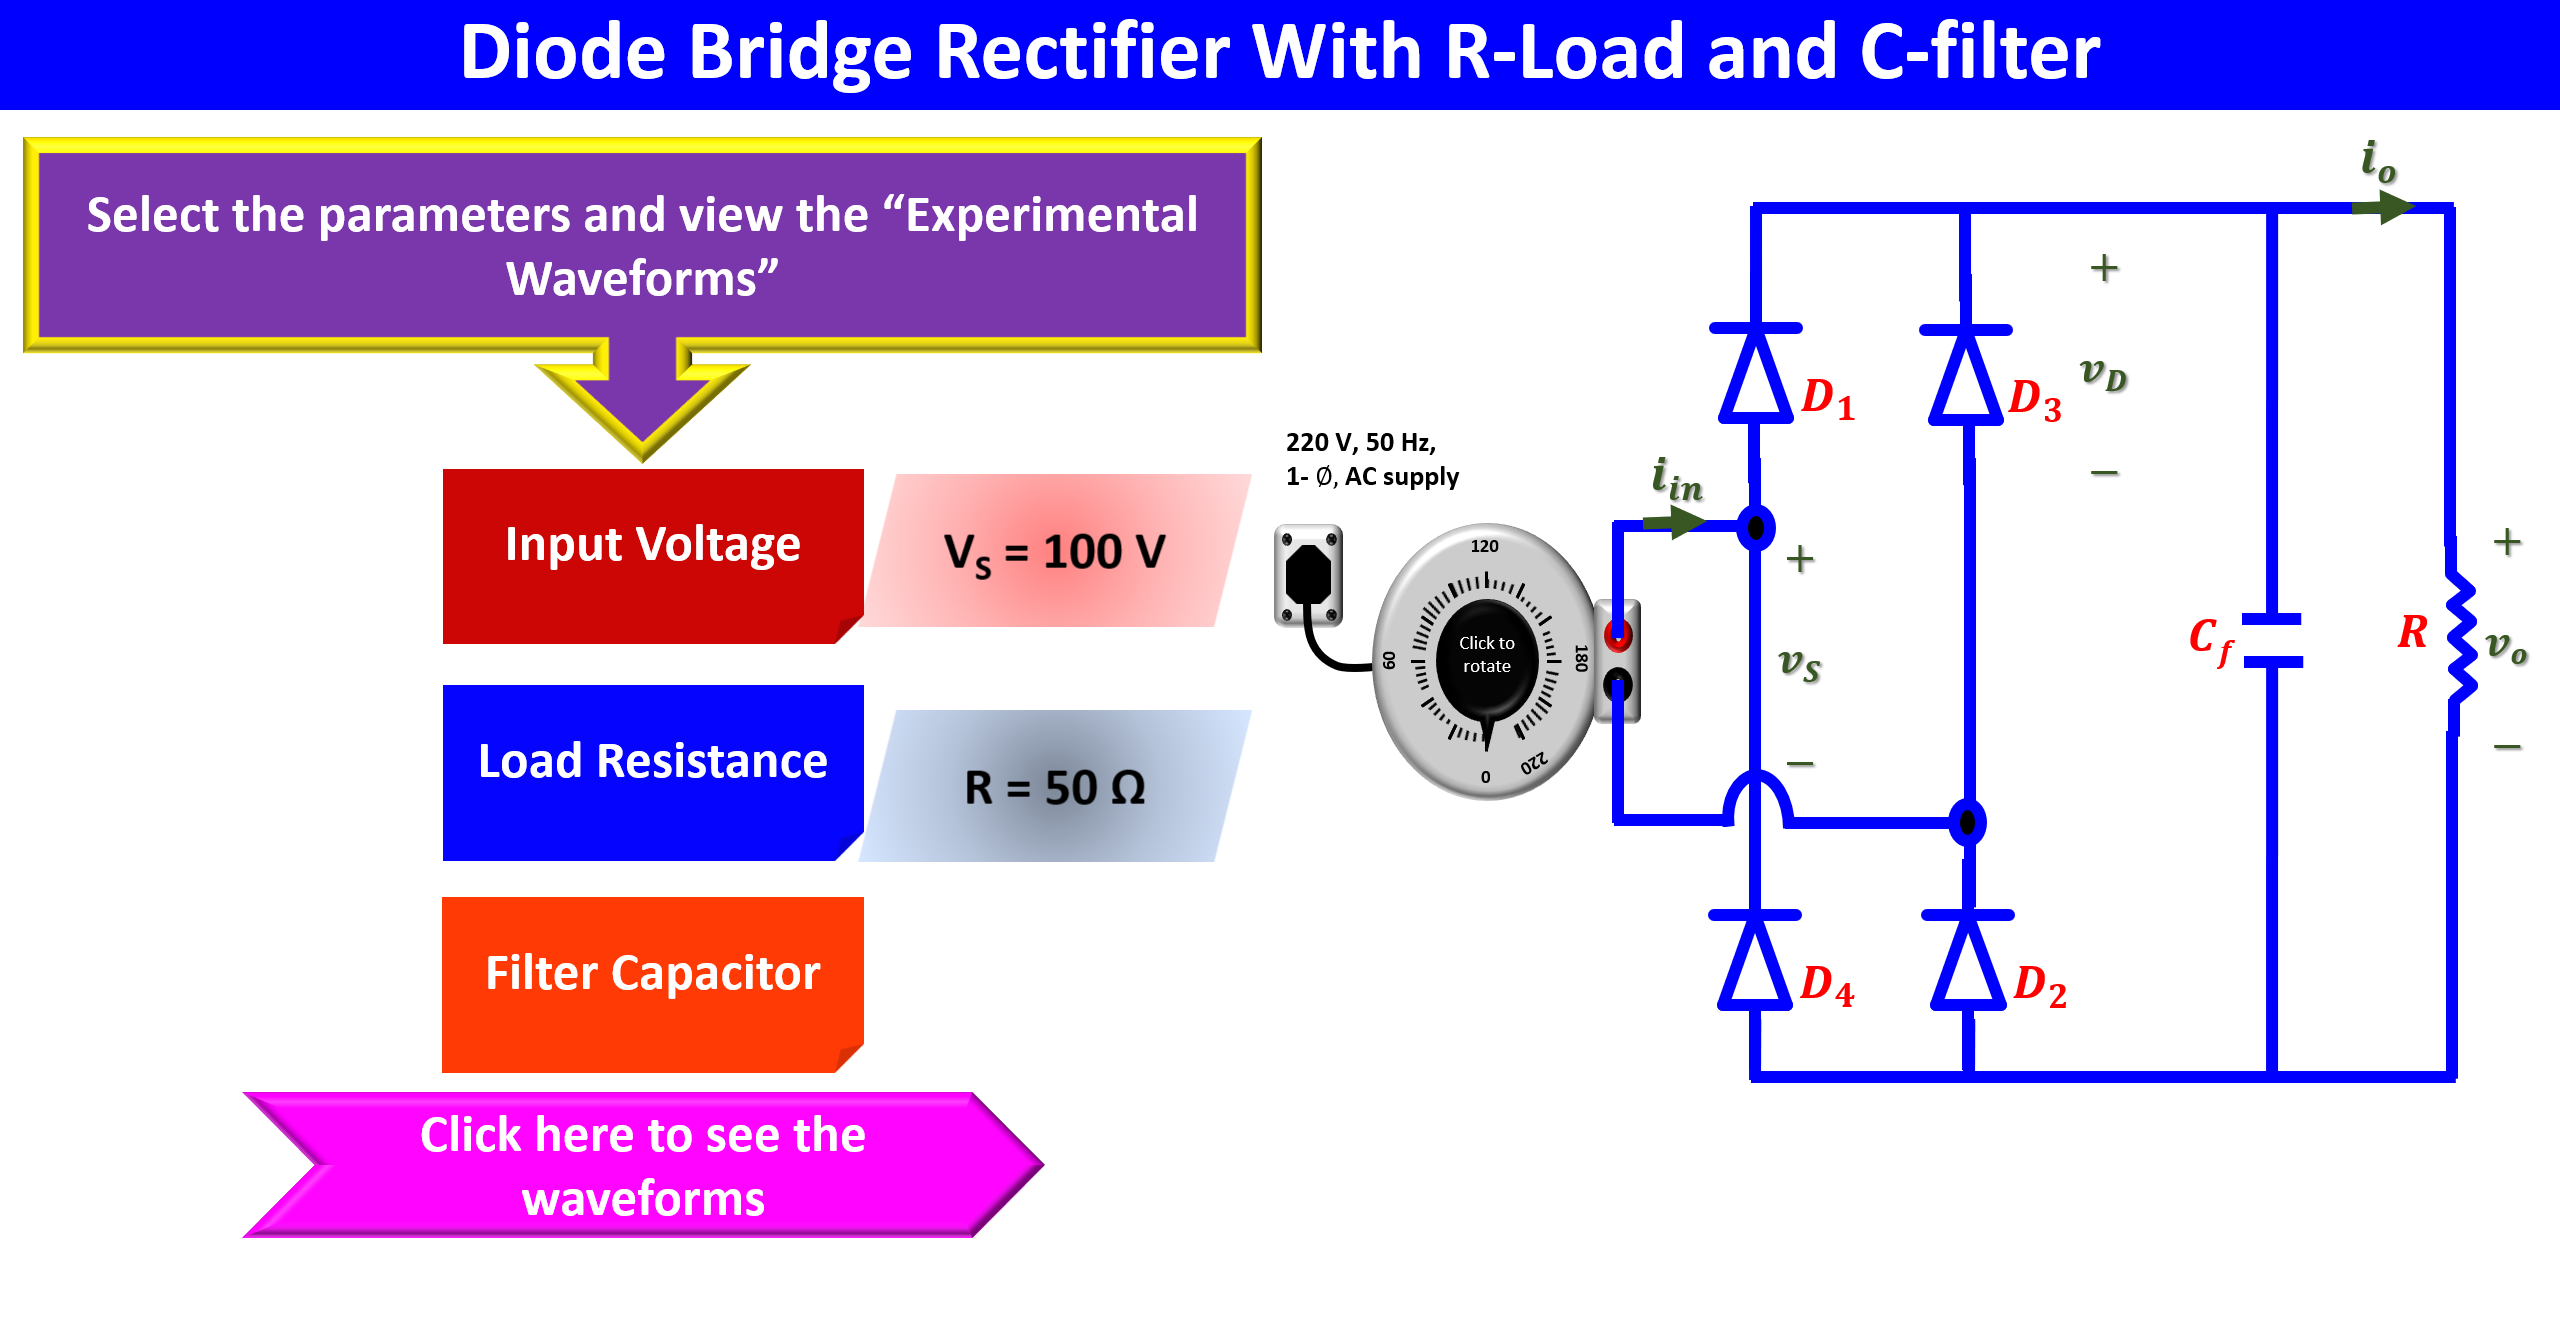 Diode Bridge Rectifier With R-Load and C-filter
Select the parameters and view the “Experimental
Waveforms”
Input Voltage
V_S = 100 V
Load Resistance
R = 50 Ω
Filter Capacitor
Click here to see the
waveforms
220 V, 50 Hz,
1- ∅, AC supply
120
60
180
Click to
rotate
0
220
i_in
+
v_S
−
D_1
D_3
D_4
D_2
+
v_D
−
C_f
i_o
R
+
v_o
−